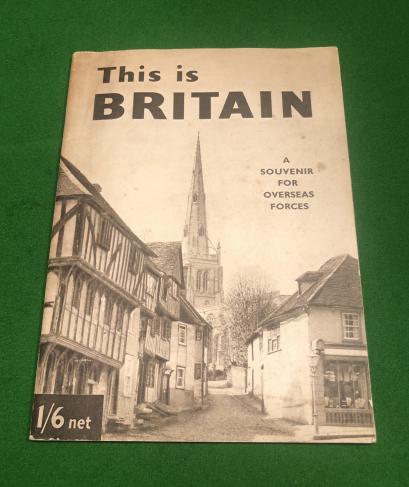 This is
BRITAIN
A
SOUVENIR
FOR
OVERSEAS
FORCES
1/6 net